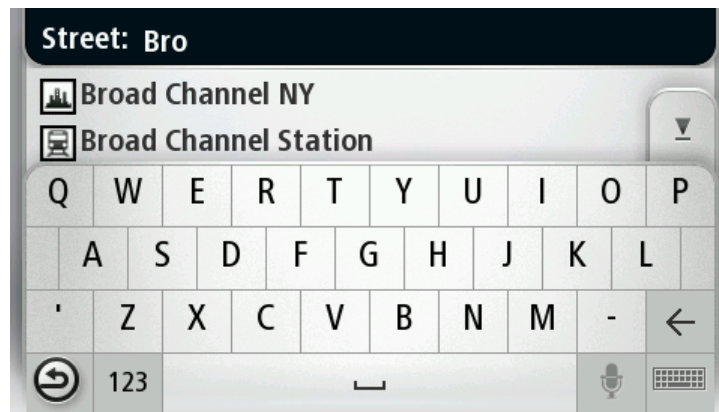 Street: Bro
Broad Channel NY
Broad Channel Station
Q W E R T Y U I O P
A S D F G H J K L
' Z X C V B N M -
123